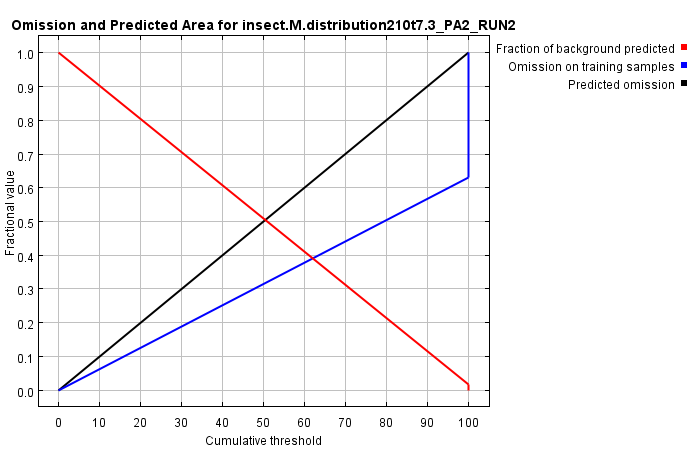 Omission and Predicted Area for insect.M.distribution210t7.3_PA2_RUN2
Fraction of background predicted
Omission on training samples
Predicted omission
1.0
0.9
0.8
0.7
0.6
0.5
0.4
0.3
0.2
0.1
0.0
Fractional value
0 10 20 30 40 50 60 70 80 90 100
Cumulative threshold